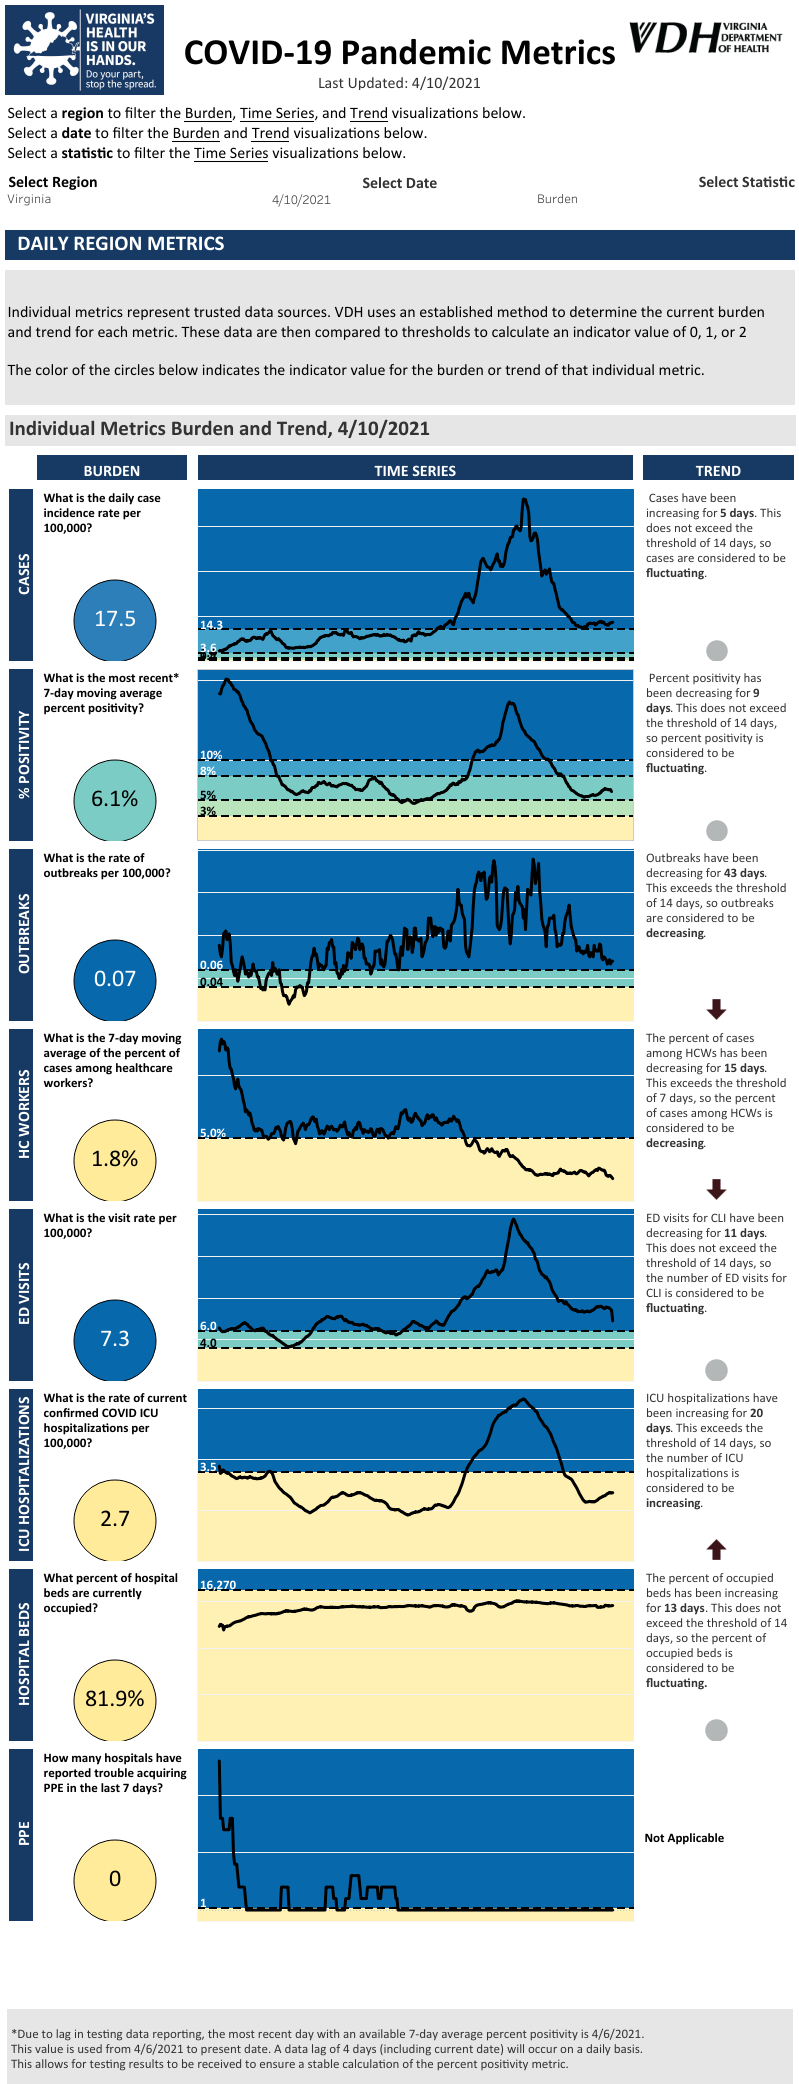 VIRGINIA'S
HEALTH
IS IN OUR
HANDS.
Do your part,
stop the spread.
COVID-19 Pandemic Metrics
Last Updated: 4/10/2021
VDH VIRGINIA
DEPARTMENT
OF HEALTH
Select a region to filter the Burden, Time Series, and Trend visualizations below.
Select a date to filter the Burden and Trend visualizations below.
Select a statistic to filter the Time Series visualizations below.
Select Region
Virginia
Select Date
4/10/2021
Select Statistic
Burden
DAILY REGION METRICS
Individual metrics represent trusted data sources. VDH uses an established method to determine the current burden
and trend for each metric. These data are then compared to thresholds to calculate an indicator value of 0, 1, or 2
The color of the circles below indicates the indicator value for the burden or trend of that individual metric.
Individual Metrics Burden and Trend, 4/10/2021
BURDEN
TIME SERIES
TREND
CASES
What is the daily case
incidence rate per
100,000?
17.5
14.3
3.6
Cases have been
increasing for 5 days. This
does not exceed the
threshold of 14 days, so
cases are considered to be
fluctuating.
% POSITIVITY
What is the most recent*
7-day moving average
percent positivity?
6.1%
10%
8%
5%
3%
Percent positivity has
been decreasing for 9
days. This does not exceed
the threshold of 14 days,
so percent positivity is
considered to be
fluctuating.
OUTBREAKS
What is the rate of
outbreaks per 100,000?
0.07
0.06
0.04
Outbreaks have been
decreasing for 43 days.
This exceeds the threshold
of 14 days, so outbreaks
are considered to be
decreasing.
HC WORKERS
What is the 7-day moving
average of the percent of
cases among healthcare
workers?
1.8%
5.0%
The percent of cases
among HCWs has been
decreasing for 15 days.
This exceeds the threshold
of 7 days, so the percent
of cases among HCWs is
considered to be
decreasing.
ED VISITS
What is the visit rate per
100,000?
7.3
6.0
4.0
ED visits for CLI have been
decreasing for 11 days.
This does not exceed the
threshold of 14 days, so
the number of ED visits for
CLI is considered to be
fluctuating.
ICU HOSPITALIZATIONS
What is the rate of current
confirmed COVID ICU
hospitalizations per
100,000?
2.7
3.5
ICU hospitalizations have
been increasing for 20
days. This exceeds the
threshold of 14 days, so
the number of ICU
hospitalizations is
considered to be
increasing.
HOSPITAL BEDS
What percent of hospital
beds are currently
occupied?
81.9%
16,270
The percent of occupied
beds has been increasing
for 13 days. This does not
exceed the threshold of 14
days, so the percent of
occupied beds is
considered to be
fluctuating.
PPE
How many hospitals have
reported trouble acquiring
PPE in the last 7 days?
0
1
Not Applicable
*Due to lag in testing data reporting, the most recent day with an available 7-day average percent positivity is 4/6/2021.
This value is used from 4/6/2021 to present date. A data lag of 4 days (including current date) will occur on a daily basis.
This allows for testing results to be received to ensure a stable calculation of the percent positivity metric.